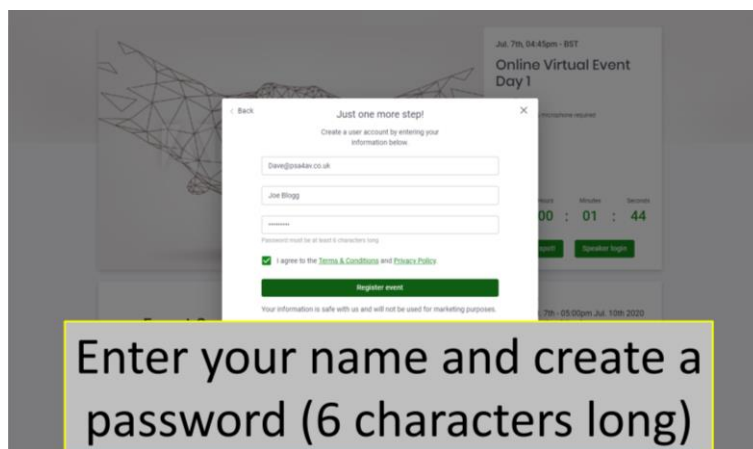 Jul. 7th, 04:45pm - BST
Online Virtual Event
Day 1
microphone required
Minutes
Seconds
00 : 01 : 44
Speaker login
< Back
Just one more step!
Create a user account by entering your
information below.
Dave@psa4av.co.uk
Joe Blogg
Password must be at least 6 characters long
I agree to the Terms & Conditions and Privacy Policy
Register event
Your information is safe with us and will not be used for marketing purposes.
7th - 05:00pm Jul. 10th 2020
Enter your name and create a
password (6 characters long)